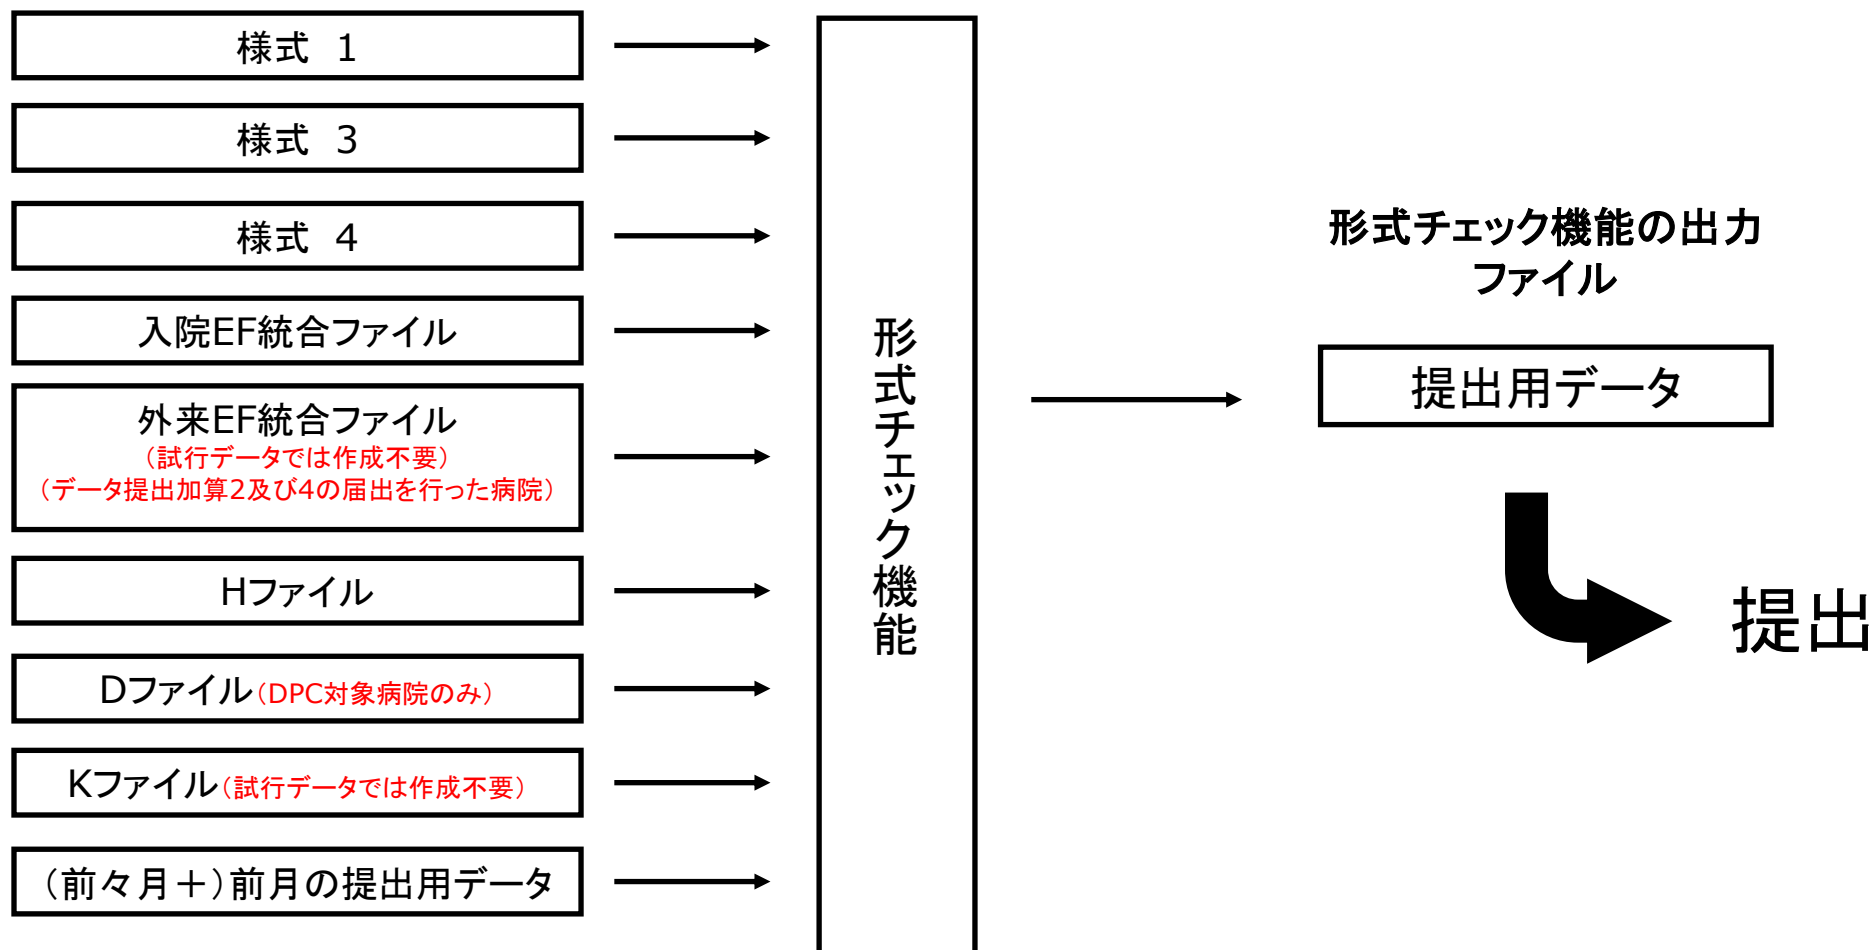 様式 1
様式 3
様式 4
入院EF統合ファイル
外来EF統合ファイル
（試行データでは作成不要）
（データ提出加算2及び4の届出を行った病院）
Hファイル
Dファイル（DPC対象病院のみ）
Kファイル（試行データでは作成不要）
（前々月＋）前月の提出用データ
形式チェック機能
形式チェック機能の出力
ファイル
提出用データ
提出